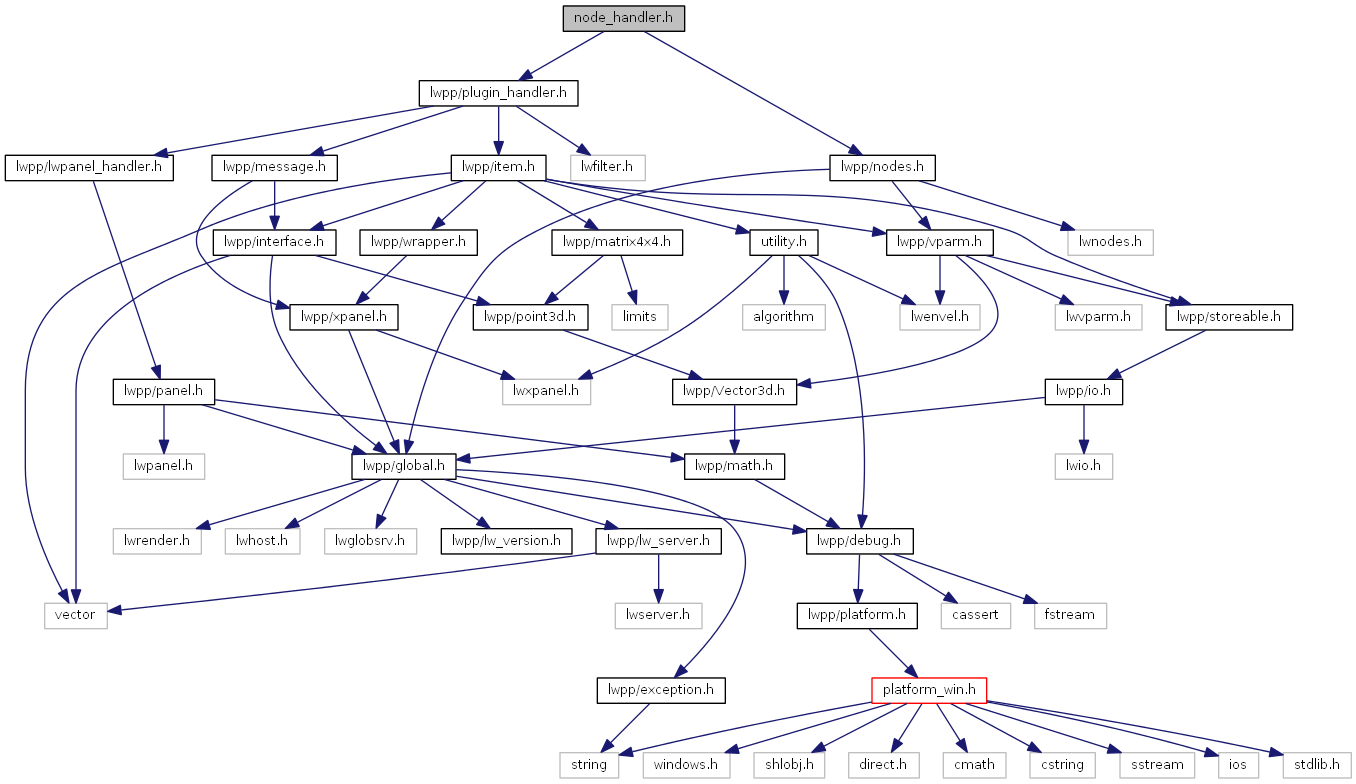 node_handler.h
lwpp/plugin_handler.h
lwpp/lwpanel_handler.h
lwpp/message.h
lwpp/item.h
lwfilter.h
lwpp/nodes.h
lwpp/interface.h
lwpp/wrapper.h
lwpp/matrix4x4.h
utility.h
lwpp/vparm.h
lwnodes.h
lwpp/xpanel.h
lwpp/point3d.h
limits
algorithm
lwenvel.h
lwvparm.h
lwpp/storeable.h
lwpp/panel.h
lwxpanel.h
lwpp/Vector3d.h
lwpp/io.h
lwpanel.h
lwpp/global.h
lwpp/math.h
lwio.h
lwrender.h
lwhost.h
lwglobsrv.h
lwpp/lw_version.h
lwpp/lw_server.h
lwpp/debug.h
vector
lwserver.h
lwpp/platform.h
cassert
fstream
lwpp/exception.h
platform_win.h
string
windows.h
shlobj.h
direct.h
cmath
cstring
sstream
ios
stdlib.h